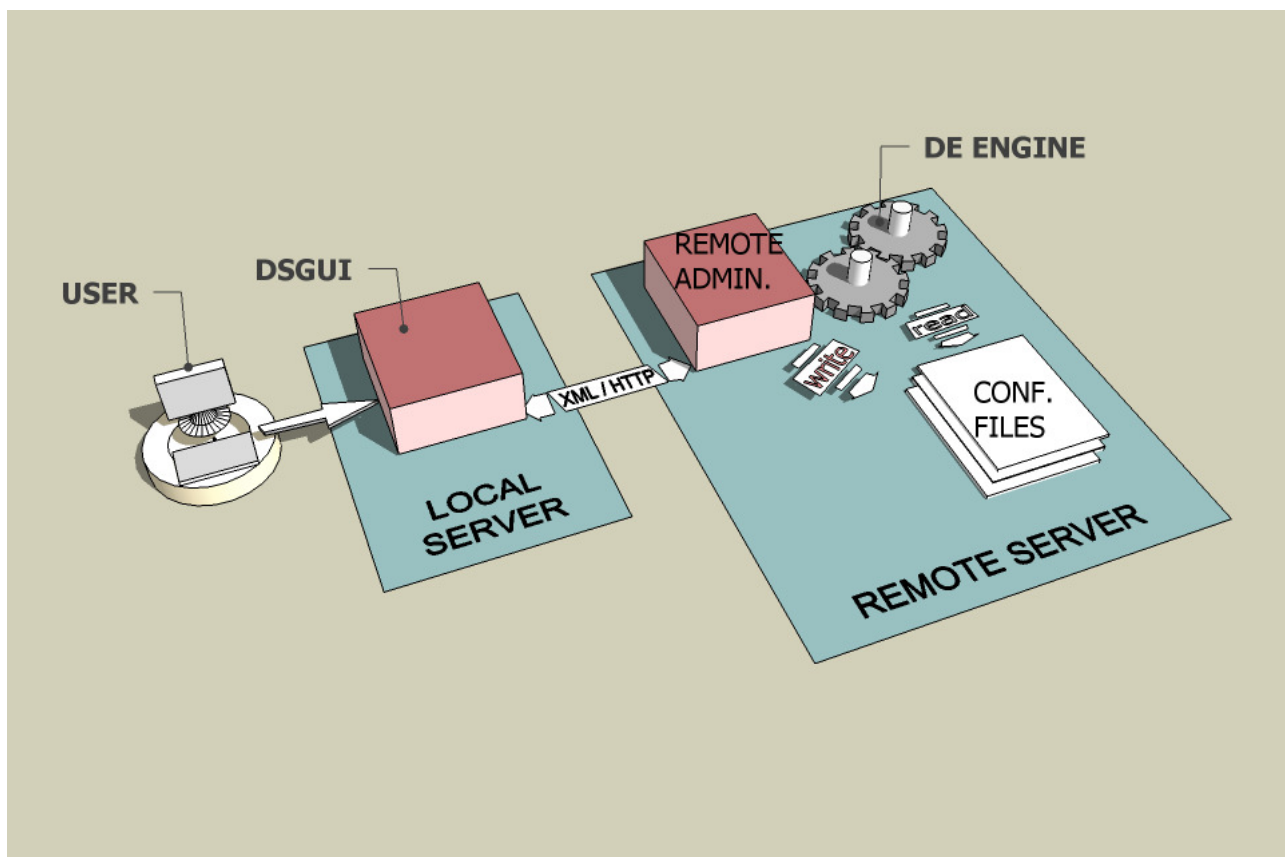 DE ENGINE
DSGUI
USER
REMOTE
ADMIN.
read
write
XML / HTTP
CONF.
FILES
LOCAL
SERVER
REMOTE SERVER